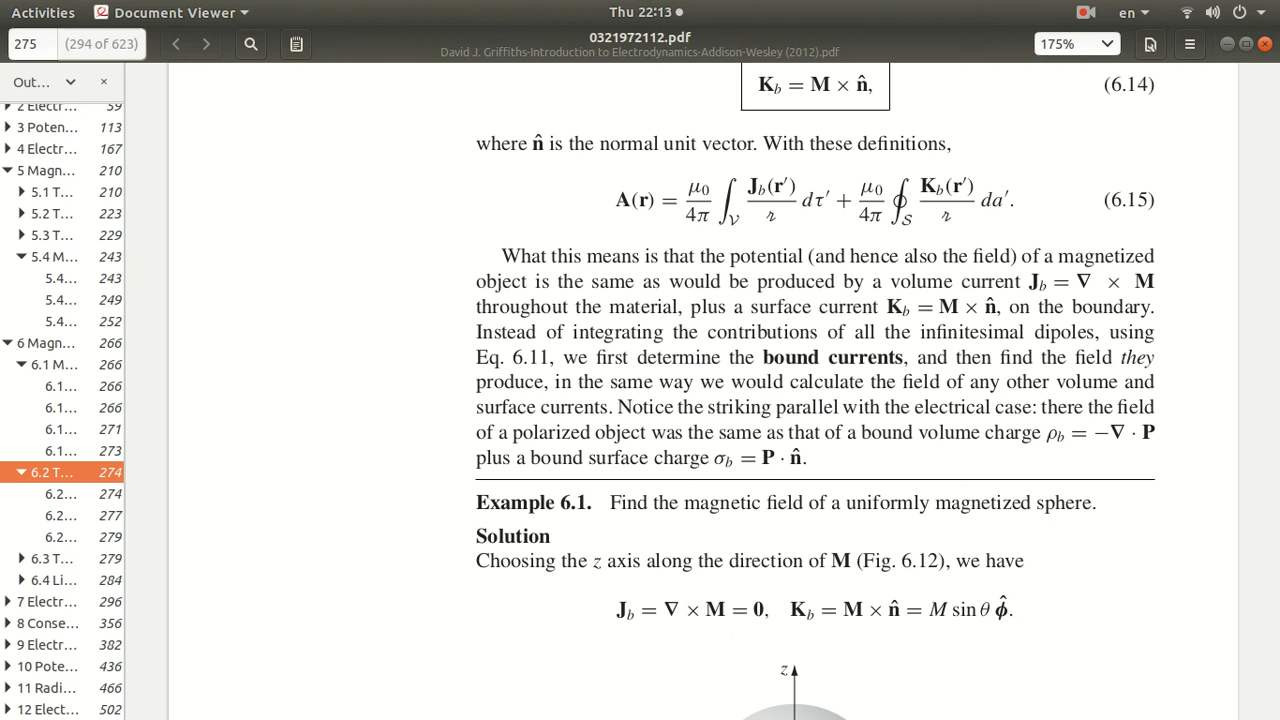 Activities Document Viewer Thu 22:13 en
275 (294 of 623) 0321972112.pdf 175%
David J. Griffiths-Introduction to Electrodynamics-Addison-Wesley (2012).pdf
Out... ×
2 Electr... 59
3 Poten... 113
4 Electr... 167
5 Magn... 210
5.1 T... 210
5.2 T... 223
5.3 T... 229
5.4 M... 243
5.4... 243
5.4... 249
5.4... 252
6 Magn... 266
6.1 M... 266
6.1... 266
6.1... 266
6.1... 271
6.1... 273
6.2 T... 274
6.2... 274
6.2... 277
6.2... 279
6.3 T... 279
6.4 Li... 284
7 Electr... 296
8 Conse... 356
9 Electr... 382
10 Pote... 436
11 Radi... 466
12 Elect... 502
K_b = M × n̂, (6.14)
where n̂ is the normal unit vector. With these definitions,
A(r) = μ₀/4π ∫_V J_b(r′)/𝓇 dτ′ + μ₀/4π ∮_S K_b(r′)/𝓇 da′. (6.15)
What this means is that the potential (and hence also the field) of a magnetized
object is the same as would be produced by a volume current J_b = ∇ × M
throughout the material, plus a surface current K_b = M × n̂, on the boundary.
Instead of integrating the contributions of all the infinitesimal dipoles, using
Eq. 6.11, we first determine the bound currents, and then find the field they
produce, in the same way we would calculate the field of any other volume and
surface currents. Notice the striking parallel with the electrical case: there the field
of a polarized object was the same as that of a bound volume charge ρ_b = −∇ · P
plus a bound surface charge σ_b = P · n̂.
Example 6.1. Find the magnetic field of a uniformly magnetized sphere.
Solution
Choosing the z axis along the direction of M (Fig. 6.12), we have
J_b = ∇ × M = 0, K_b = M × n̂ = M sin θ ϕ̂.
z